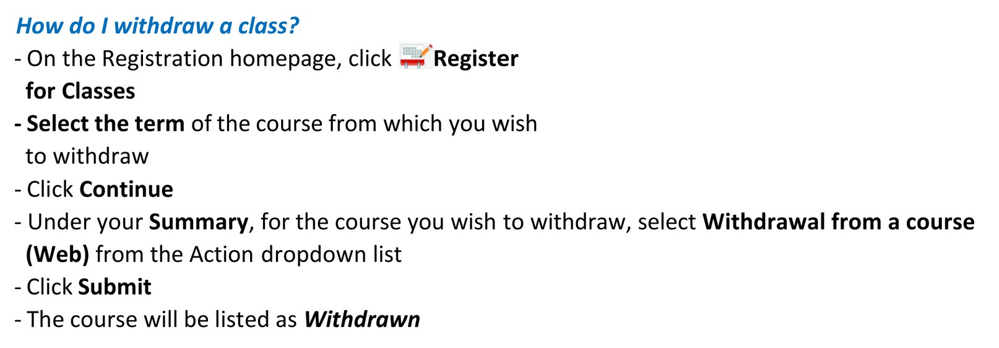 How do I withdraw a class?
- On the Registration homepage, click Register
for Classes
- Select the term of the course from which you wish
to withdraw
- Click Continue
- Under your Summary, for the course you wish to withdraw, select Withdrawal from a course
(Web) from the Action dropdown list
- Click Submit
- The course will be listed as Withdrawn